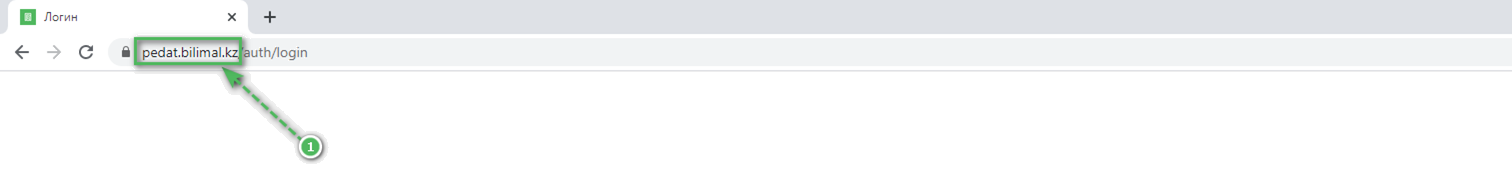 Логин
pedat.bilimal.kz/auth/login
1